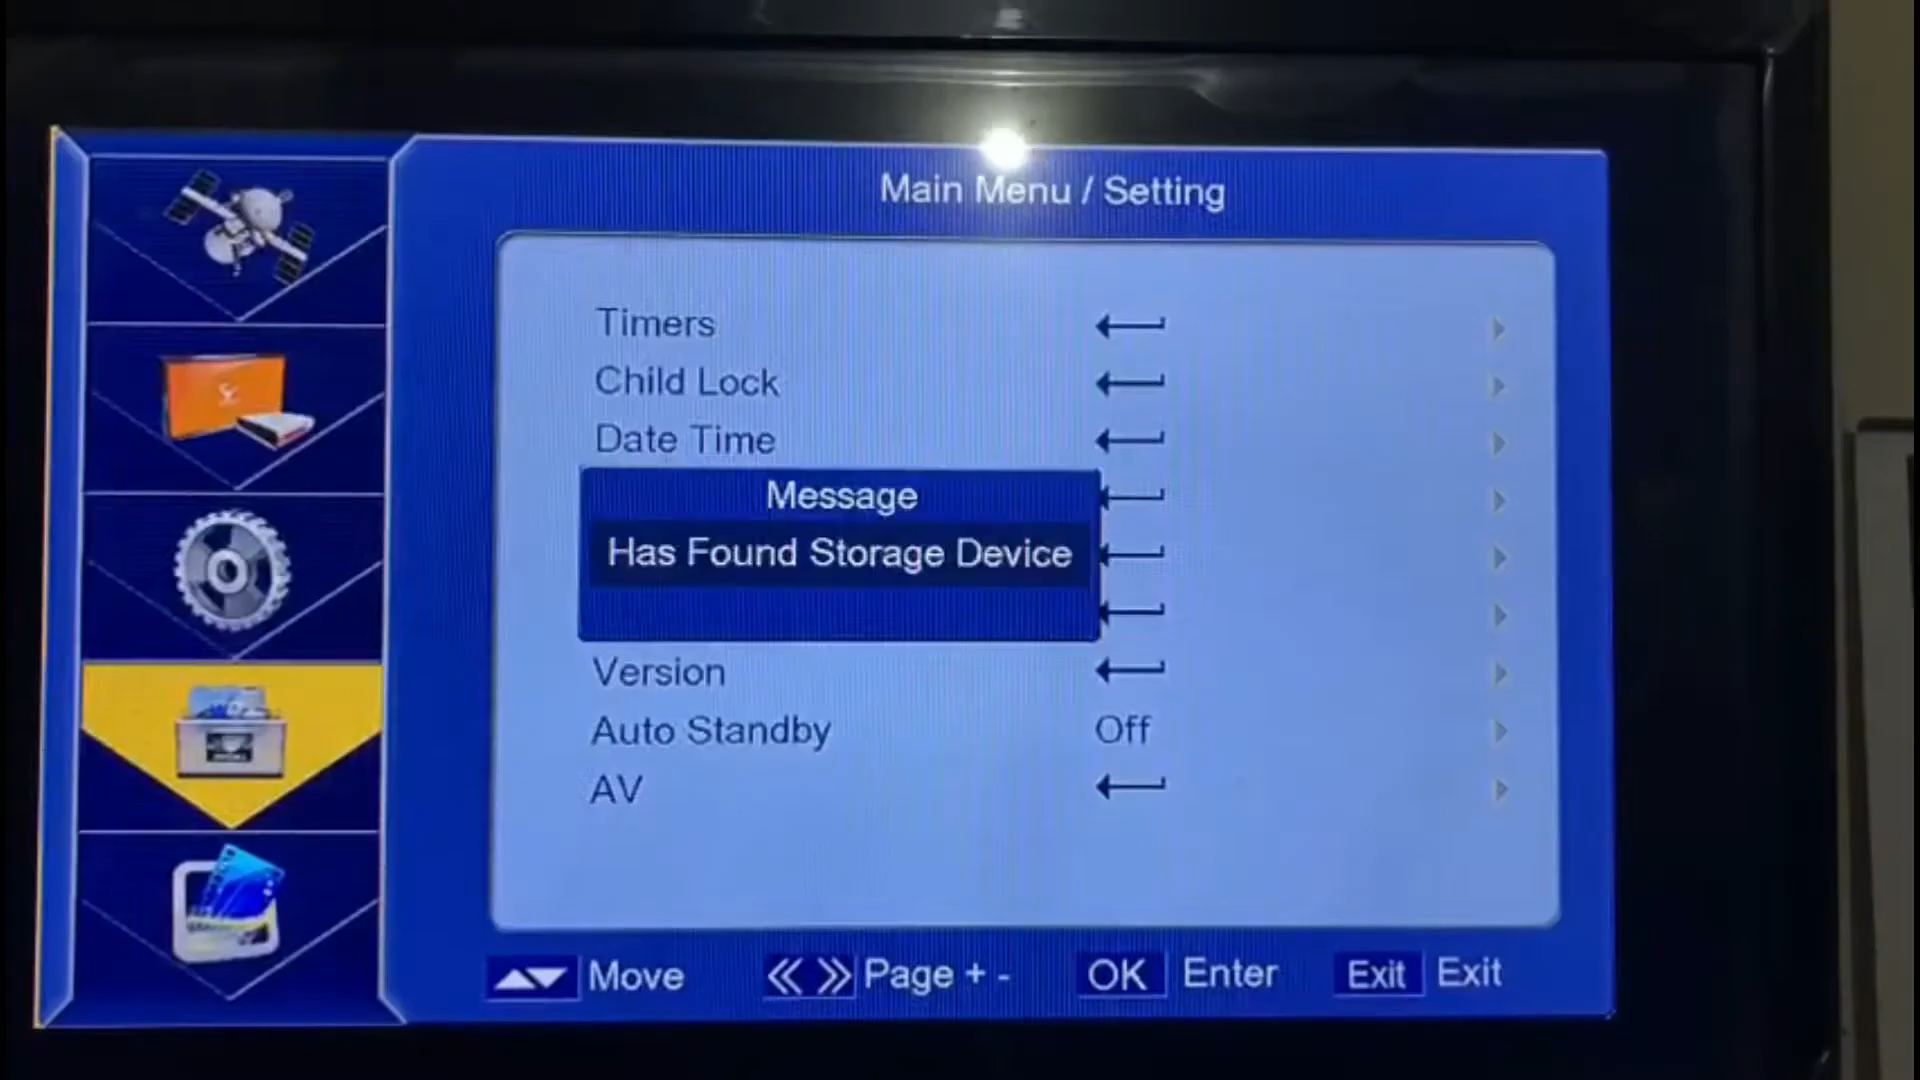 Main Menu / Setting
Timers
Child Lock
Date Time
Message
Has Found Storage Device
Version
Auto Standby Off
AV
Move Page + - OK Enter Exit Exit